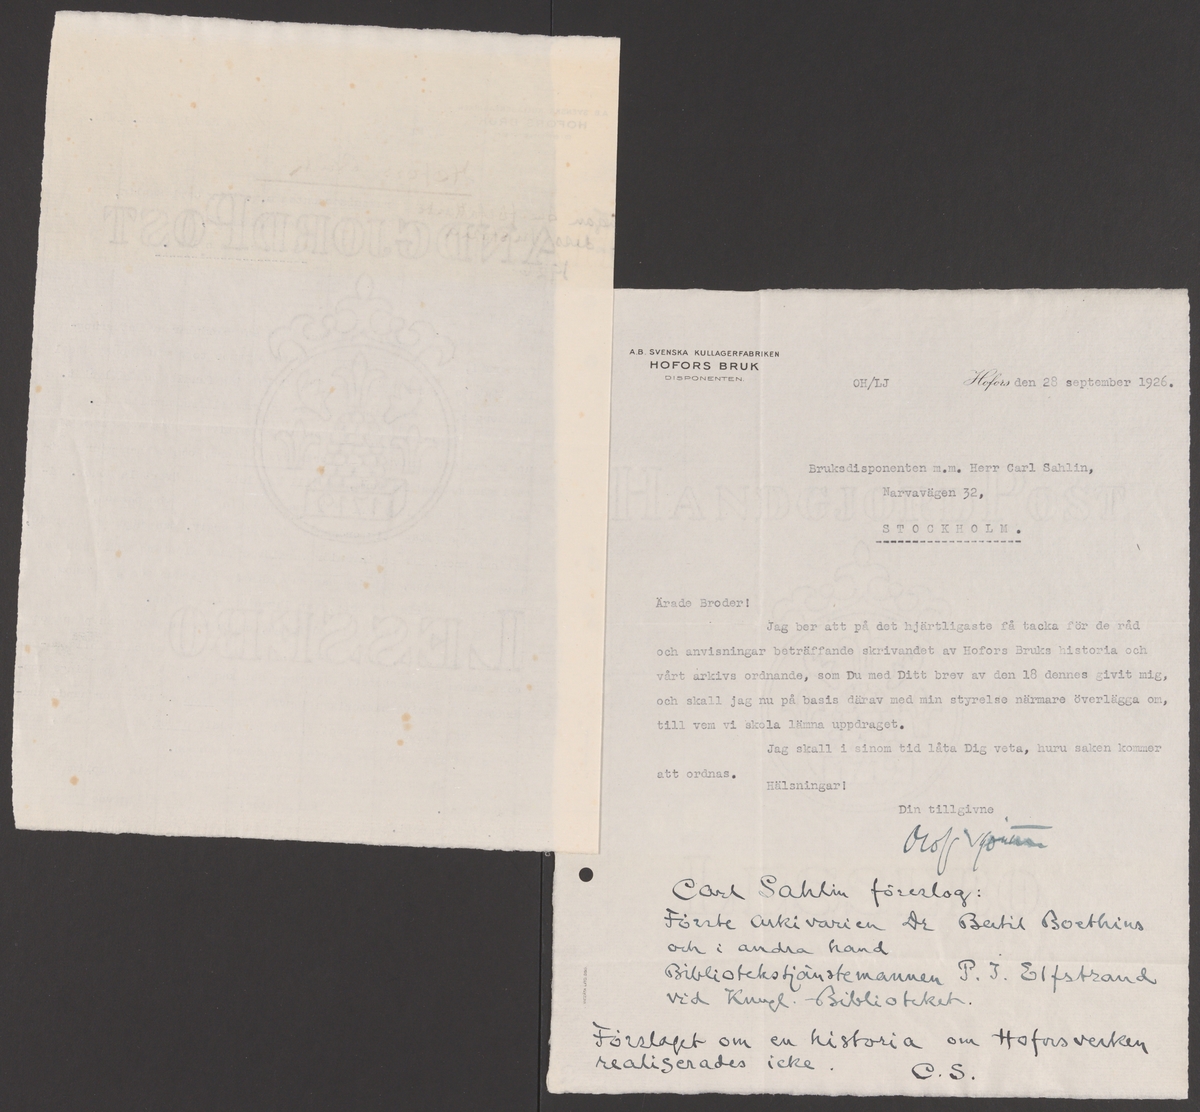 A.B. SVENSKA KULLAGERFABRIKEN
HOFORS BRUK
DISPONENTEN.
OH/LJ Hofors den 28 september 1926.
Bruksdisponenten m.m. Herr Carl Sahlin,
Narvavägen 32,
STOCKHOLM.
Ärade Broder!
Jag ber att på det hjärtligaste få tacka för de råd
och anvisningar beträffande skrivandet av Hofors Bruks historia och
vårt arkivs ordnande, som Du med Ditt brev av den 18 dennes givit mig,
och skall jag nu på basis därav med min styrelse närmare överlägga om,
till vem vi skola lämna uppdraget.
Jag skall i sinom tid låta Dig veta, huru saken kommer
att ordnas.
Hälsningar!
Din tillgivne
Olof
Carl Sahlin föreslog:
Förste arkivarien Dr Bertil Boethius
och i andra hand
Bibliotekstjänstemannen P. J. Elfstrand
vid Kungl. Biblioteket.
Förslaget om en historia om Hoforsverken
realiserades icke.
C.S.
HANDGJORD POST
LESSEBO